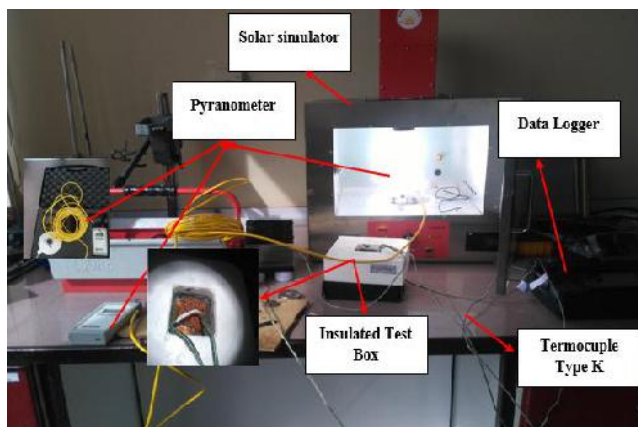 Solar simulator
Pyranometer
Data Logger
Insulated Test
Box
Termocuple
Type K